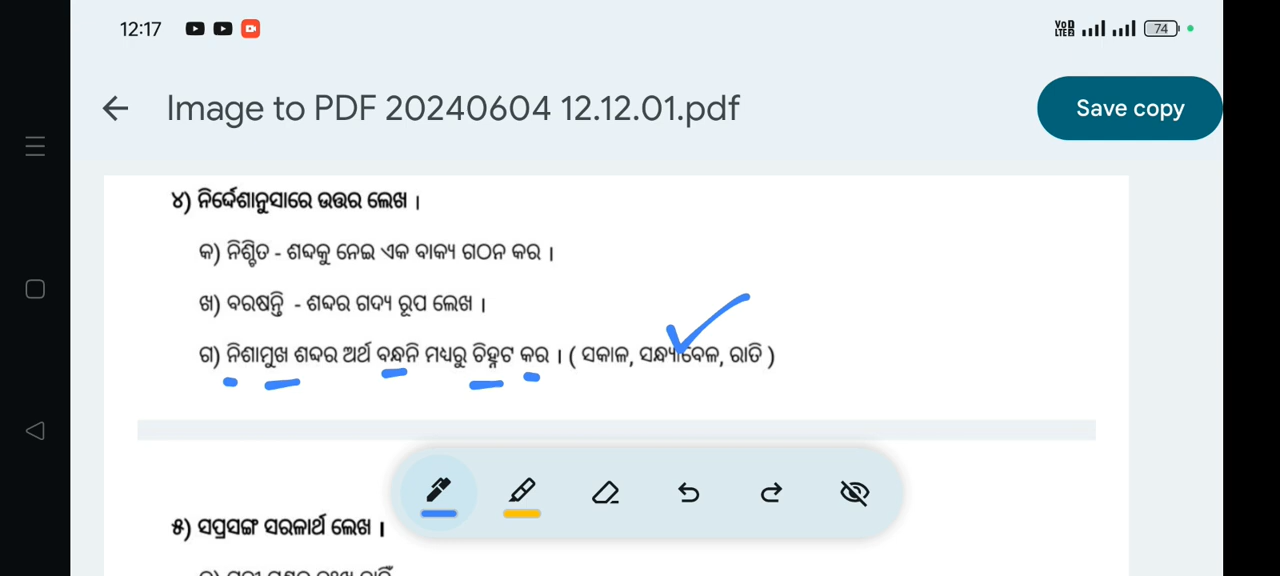 12:17 VoD LTE 74
Image to PDF 20240604 12.12.01.pdf Save copy
୪) ନିର୍ଦ୍ଦେଶାନୁସାରେ ଉତ୍ତର ଲେଖ ।
କ) ନିଶ୍ଚିତ - ଶବ୍ଦକୁ ନେଇ ଏକ ବାକ୍ୟ ଗଠନ କର ।
ଖ) ବରଷନ୍ତି - ଶବ୍ଦର ଗଦ୍ୟ ରୂପ ଲେଖ ।
ଗ) ନିଶାମୁଖ ଶବ୍ଦର ଅର୍ଥ ବନ୍ଧନି ମଧ୍ୟରୁ ଚିହ୍ନଟ କର । ( ସକାଳ, ସନ୍ଧ୍ୟାବେଳ, ରାତି )
୫) ସପ୍ରସଙ୍ଗ ସରଳାର୍ଥ ଲେଖ ।